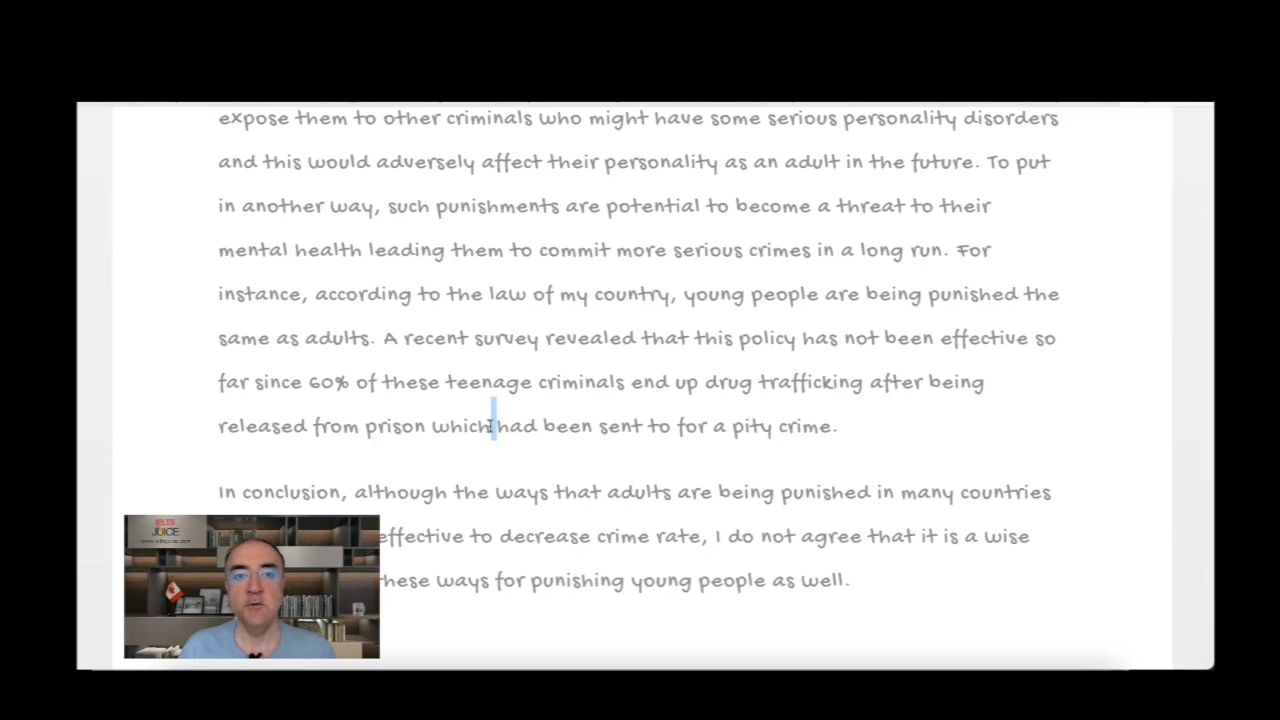 expose them to other criminals who might have some serious personality disorders
and this would adversely affect their personality as an adult in the future. To put
in another way, such punishments are potential to become a threat to their
mental health leading them to commit more serious crimes in a long run. For
instance, according to the law of my country, young people are being punished the
same as adults. A recent survey revealed that this policy has not been effective so
far since 60% of these teenage criminals end up drug trafficking after being
released from prison which had been sent to for a pity crime.
In conclusion, although the ways that adults are being punished in many countries
effective to decrease crime rate, I do not agree that it is a wise
hese ways for punishing young people as well.
IELTS
JUICE